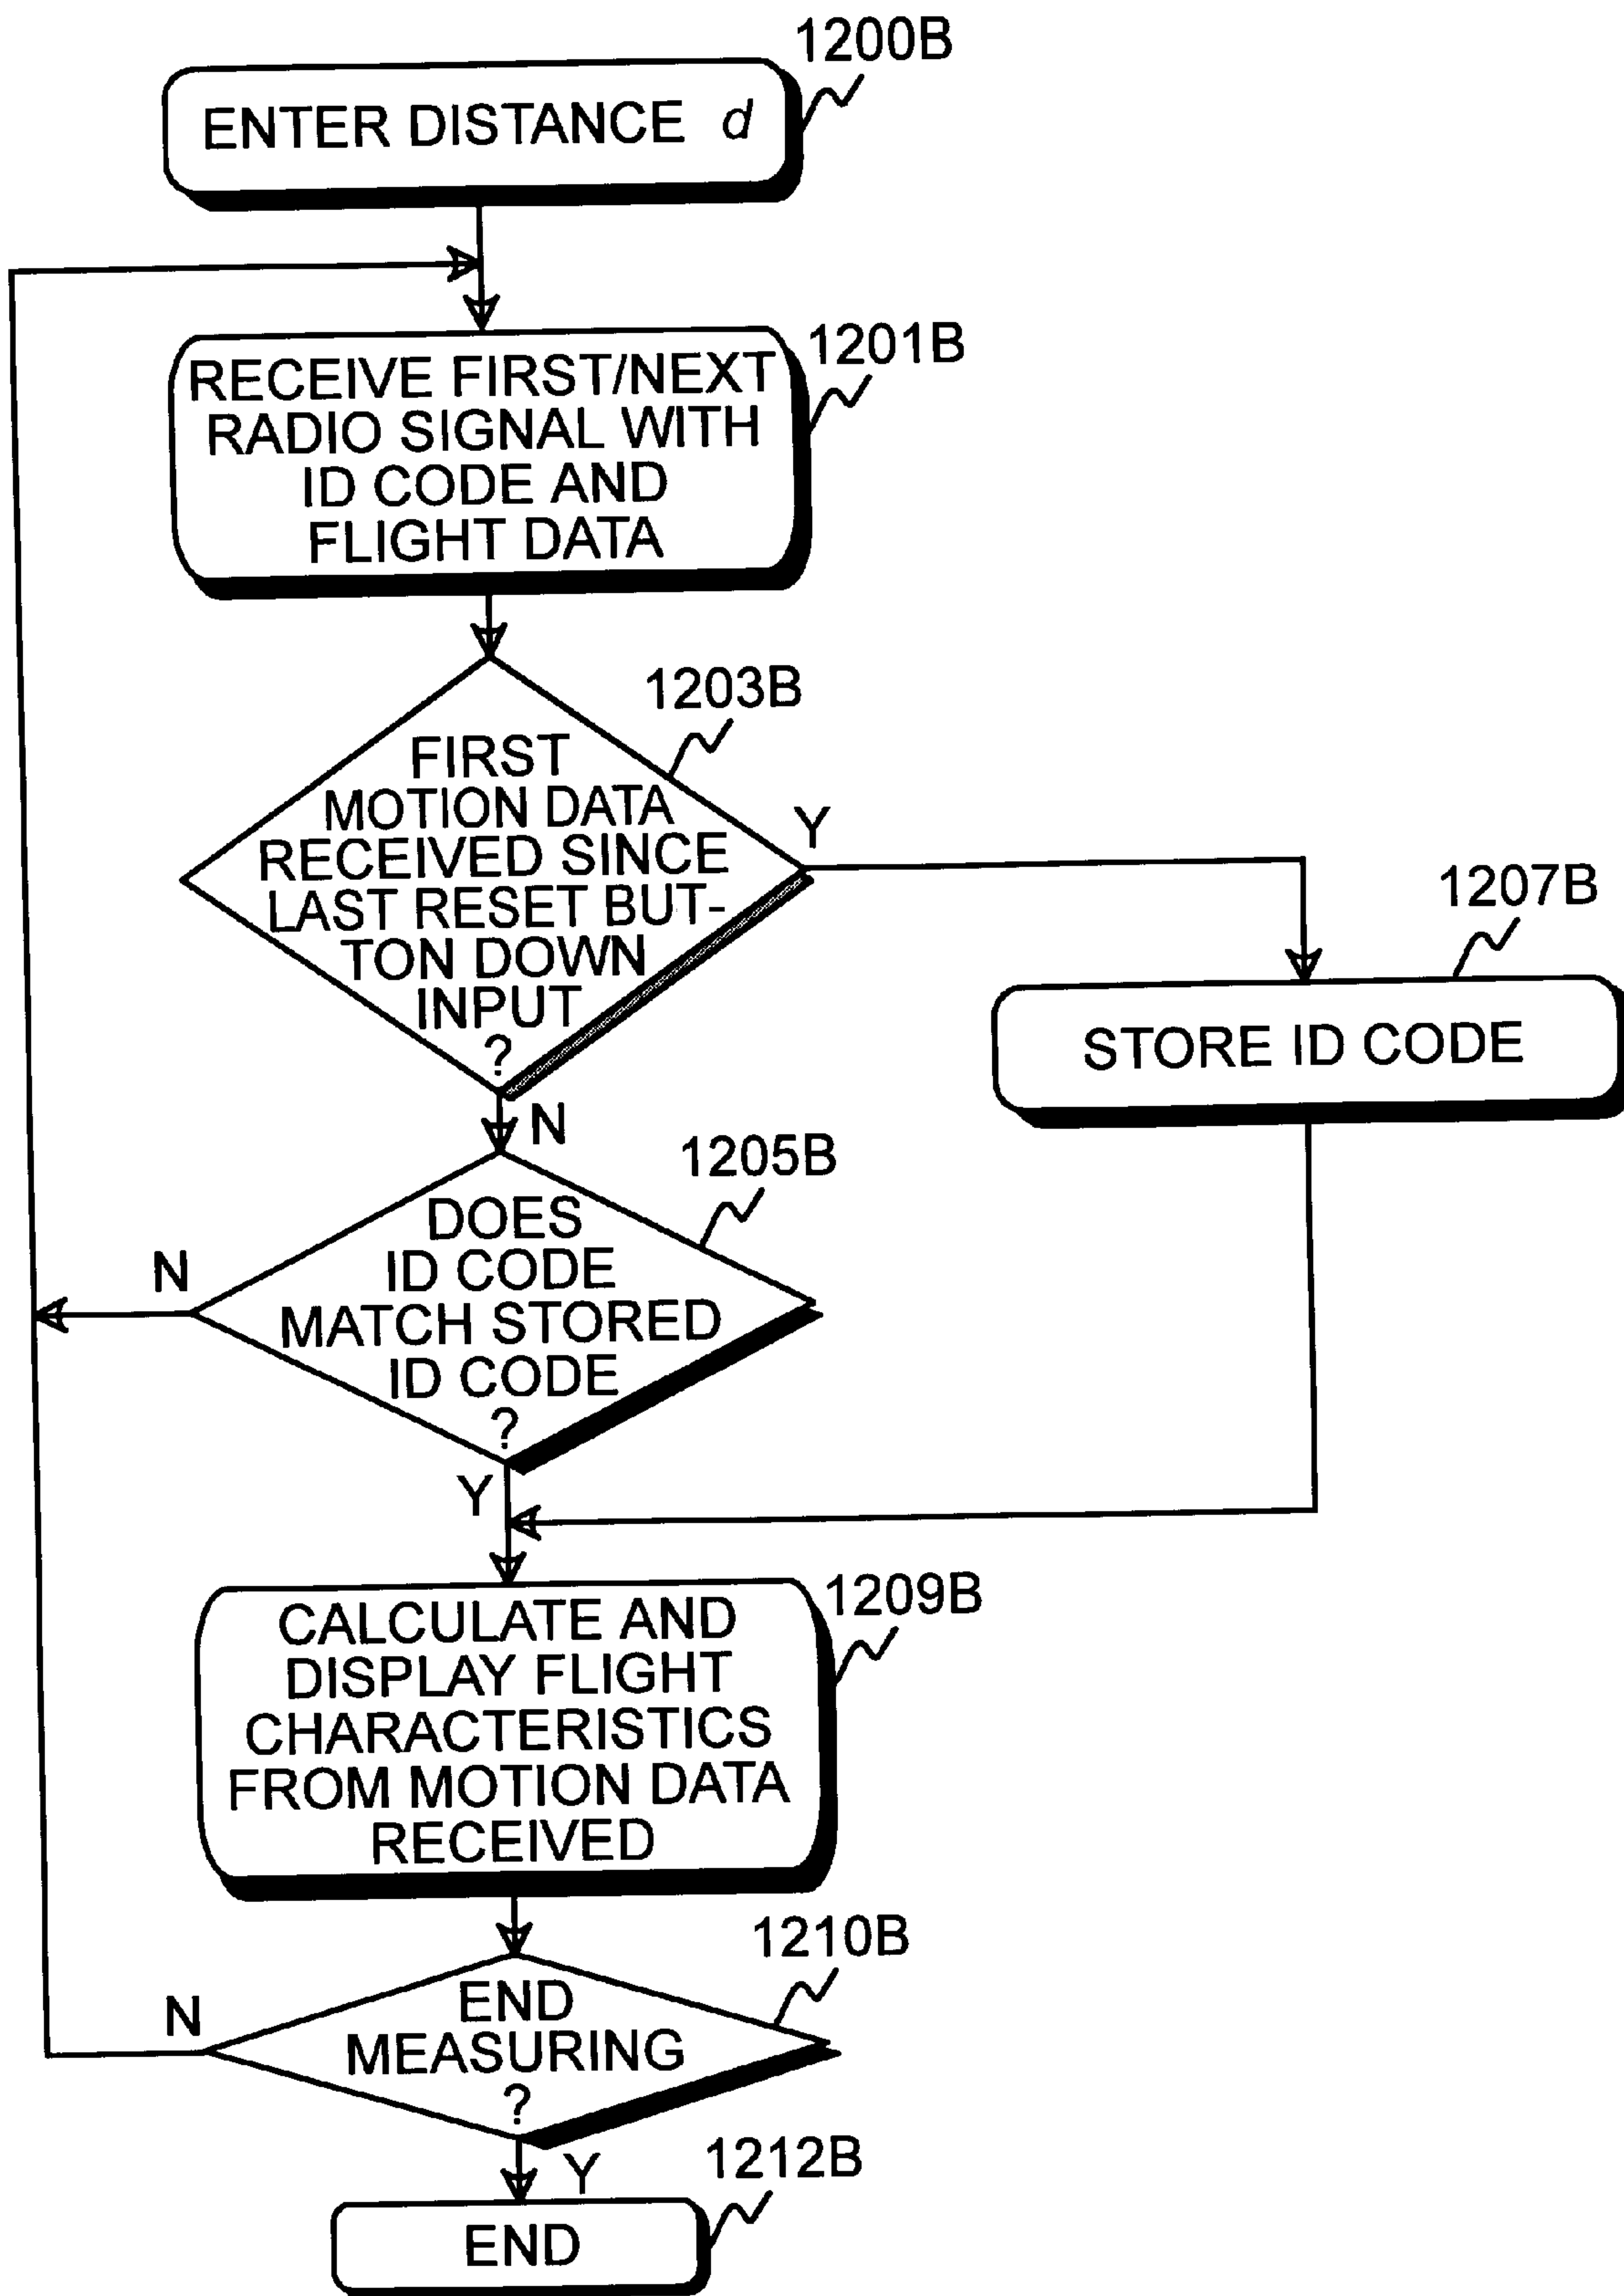 1200B
ENTER DISTANCE d
1201B
RECEIVE FIRST/NEXT
RADIO SIGNAL WITH
ID CODE AND
FLIGHT DATA
1203B
FIRST
MOTION DATA
RECEIVED SINCE
LAST RESET BUT-
TON DOWN
INPUT
?
Y
N
1207B
STORE ID CODE
1205B
DOES
ID CODE
MATCH STORED
ID CODE
?
N
Y
1209B
CALCULATE AND
DISPLAY FLIGHT
CHARACTERISTICS
FROM MOTION DATA
RECEIVED
1210B
END
MEASURING
?
N
Y
1212B
END